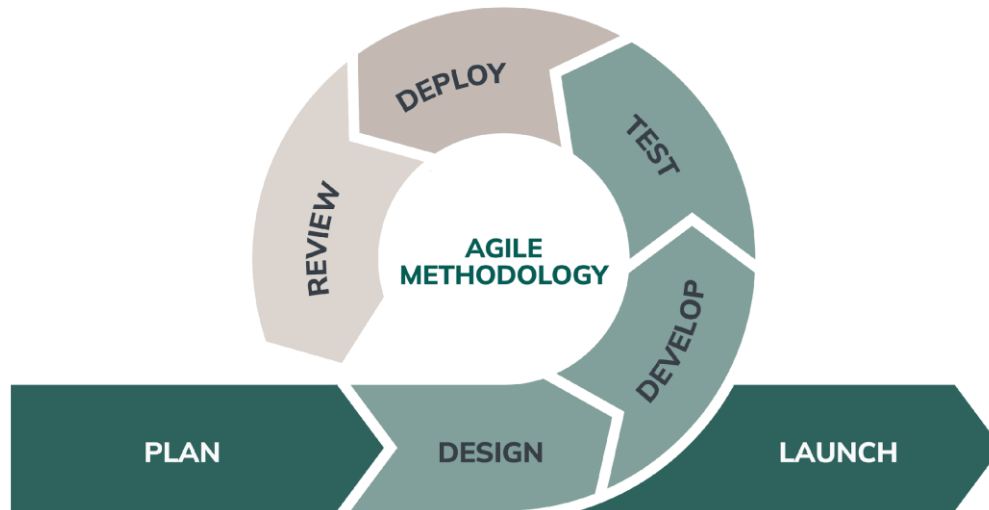 DEPLOY
TEST
REVIEW
AGILE
METHODOLOGY
DEVELOP
PLAN
DESIGN
LAUNCH